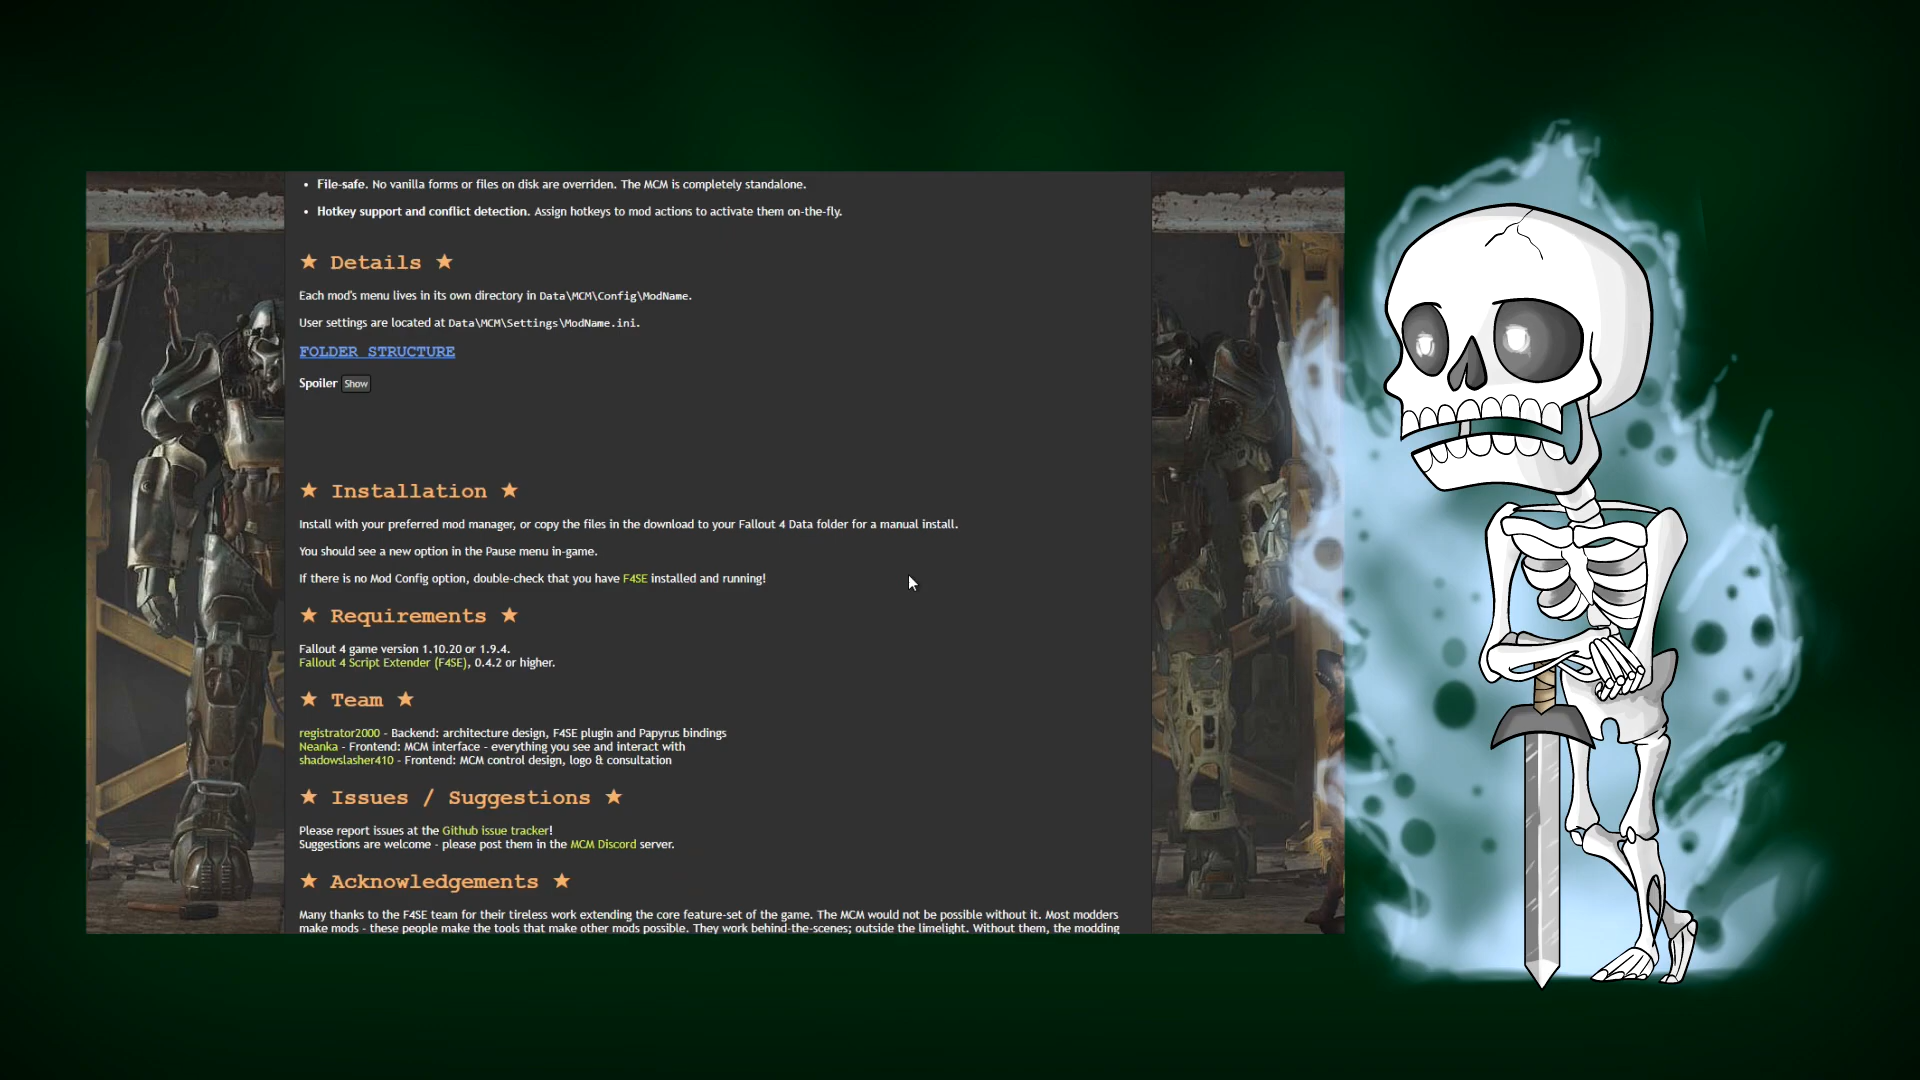 • File-safe. No vanilla forms or files on disk are overriden. The MCM is completely standalone.
• Hotkey support and conflict detection. Assign hotkeys to mod actions to activate them on-the-fly.
★ Details ★
Each mod's menu lives in its own directory in Data\MCM\Config\ModName.
User settings are located at Data\MCM\Settings\ModName.ini.
FOLDER STRUCTURE
Spoiler Show
★ Installation ★
Install with your preferred mod manager, or copy the files in the download to your Fallout 4 Data folder for a manual install.
You should see a new option in the Pause menu in-game.
If there is no Mod Config option, double-check that you have F4SE installed and running!
★ Requirements ★
Fallout 4 game version 1.10.20 or 1.9.4.
Fallout 4 Script Extender (F4SE), 0.4.2 or higher.
★ Team ★
registrator2000 - Backend: architecture design, F4SE plugin and Papyrus bindings
Neanka - Frontend: MCM interface - everything you see and interact with
shadowslasher410 - Frontend: MCM control design, logo & consultation
★ Issues / Suggestions ★
Please report issues at the Github issue tracker!
Suggestions are welcome - please post them in the MCM Discord server.
★ Acknowledgements ★
Many thanks to the F4SE team for their tireless work extending the core feature-set of the game. The MCM would not be possible without it. Most modders
make mods - these people make the tools that make other mods possible. They work behind-the-scenes; outside the limelight. Without them, the modding